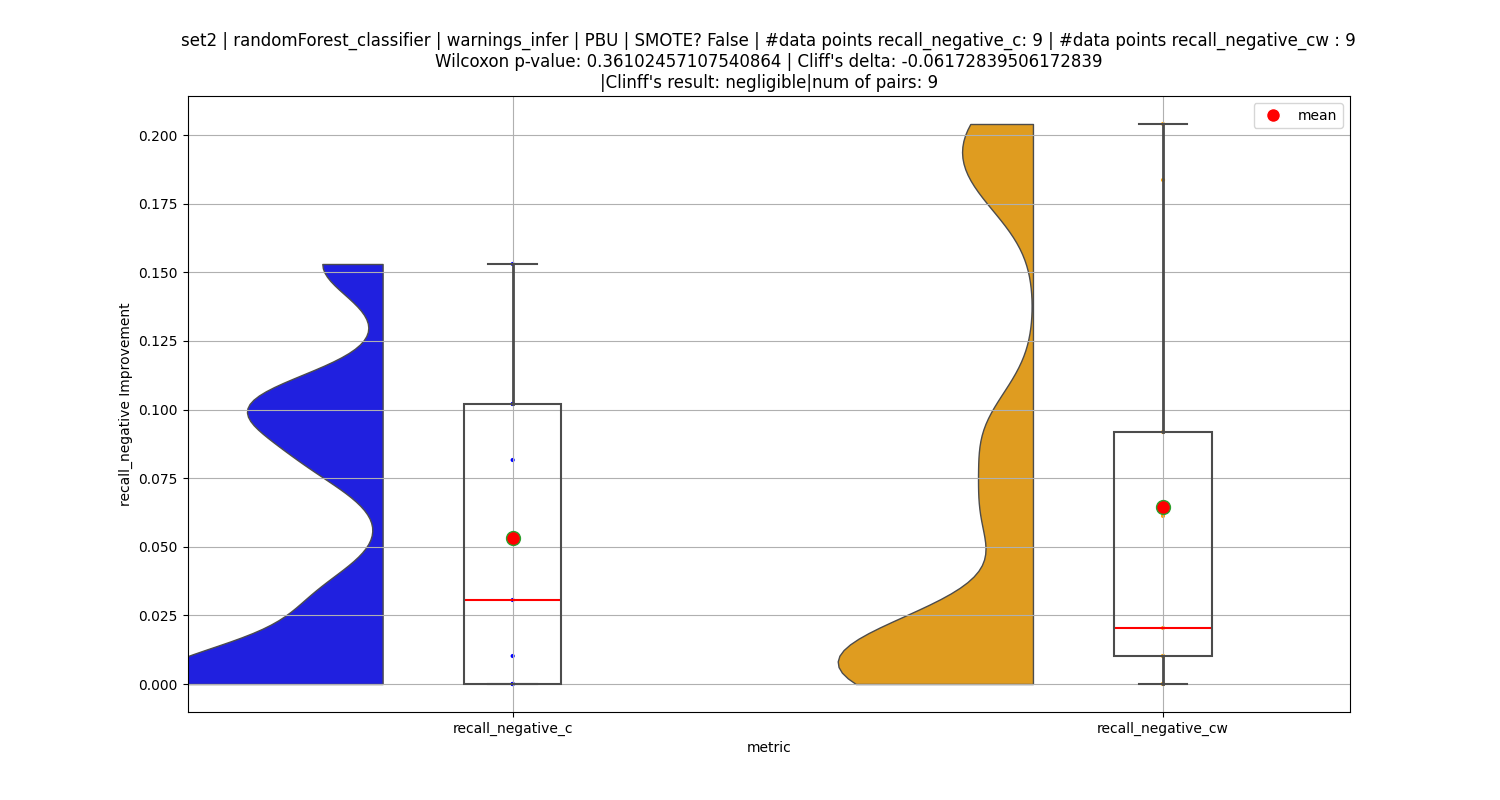 set2 | randomForest_classifier | warnings_infer | PBU | SMOTE? False | #data points recall_negative_c: 9 | #data points recall_negative_cw : 9
Wilcoxon p-value: 0.36102457107540864 | Cliff's delta: -0.06172839506172839
|Clinff's result: negligible|num of pairs: 9
mean
0.200
0.175
0.150
0.125
0.100
0.075
0.050
0.025
0.000
recall_negative Improvement
recall_negative_c
recall_negative_cw
metric